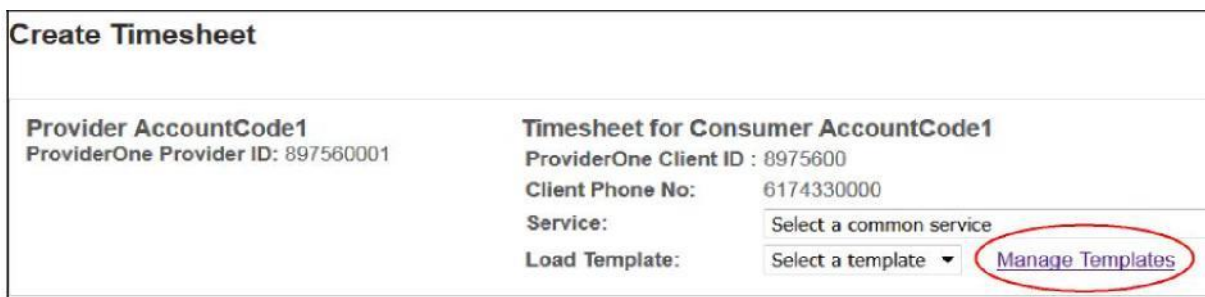 Create Timesheet
Provider AccountCode1
ProviderOne Provider ID: 897560001
Timesheet for Consumer AccountCode1
ProviderOne Client ID : 8975600
Client Phone No: 6174330000
Service: Select a common service
Load Template: Select a template Manage Templates